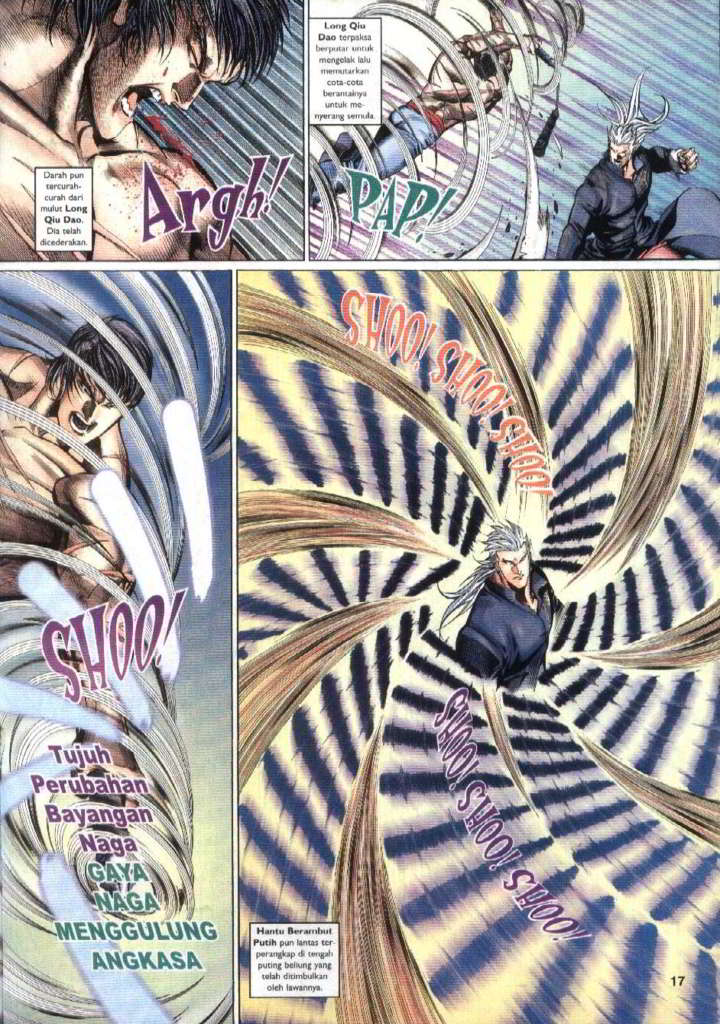 Darah pun
tercurah-
curah dari
mulut Long
Qiu Dao.
Dia telah
dicederakan.
Argh!
Long Qiu
Dao terpaksa
berputar untuk
mengelak lalu
memutarkan
cota-cota
berantainya
untuk me-
nyerang semula.
PAP!
SHOO!
Tujuh
Perubahan
Bayangan
Naga
GAYA
NAGA
MENGGULUNG
ANGKASA
SHOO! SHOO! SHOO!
SHOO! SHOO! SHOO!
Hantu Berambut
Putih pun lantas ter-
perangkap di tengah
puting beliung yang
telah ditimbulkan
oleh lawannya.
17